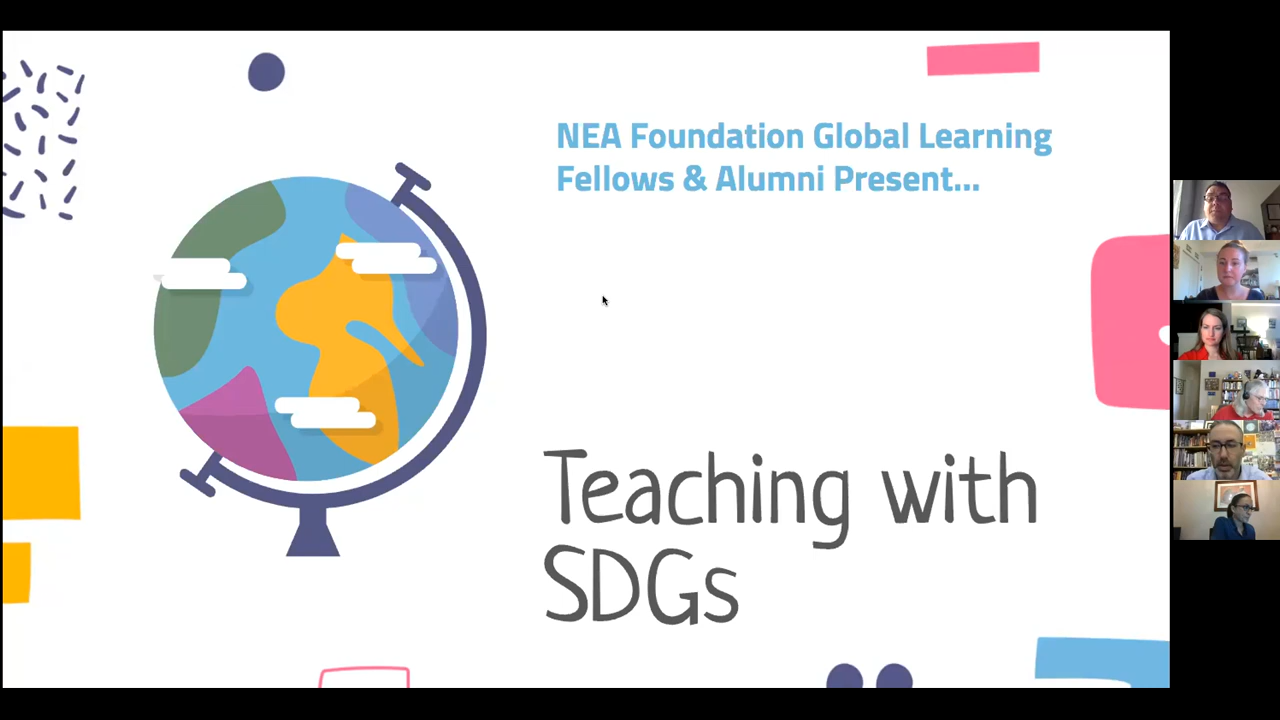 NEA Foundation Global Learning
Fellows & Alumni Present...
Teaching with
SDGs